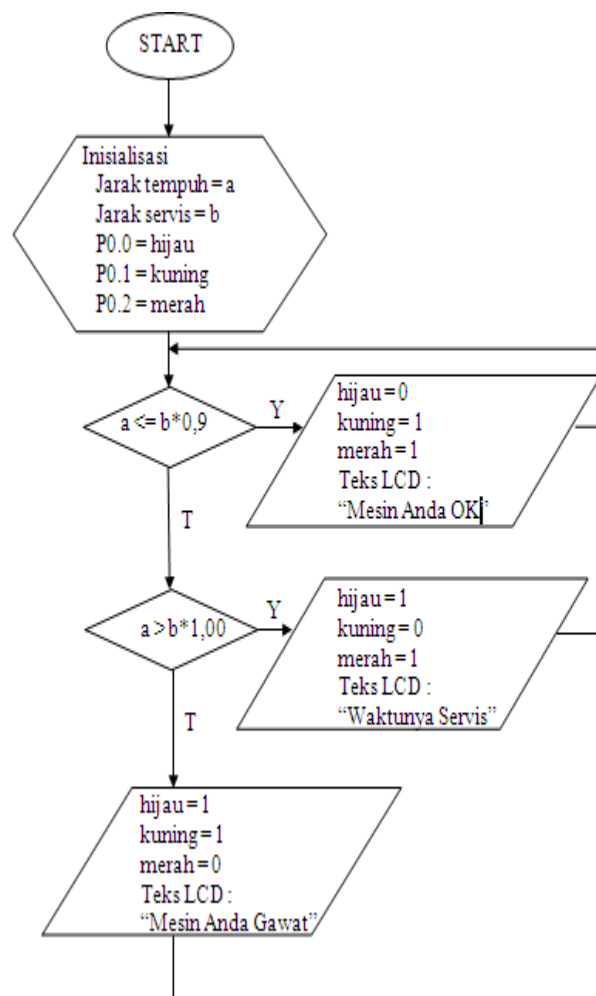 START
Inisialisasi
Jarak tempuh = a
Jarak servis = b
P0.0 = hijau
P0.1 = kuning
P0.2 = merah
a <= b*0,9
Y
hijau = 0
kuning = 1
merah = 1
Teks LCD :
“Mesin Anda OK”
T
a > b*1,00
Y
hijau = 1
kuning = 0
merah = 1
Teks LCD :
“Waktunya Servis”
T
hijau = 1
kuning = 1
merah = 0
Teks LCD :
“Mesin Anda Gawat”